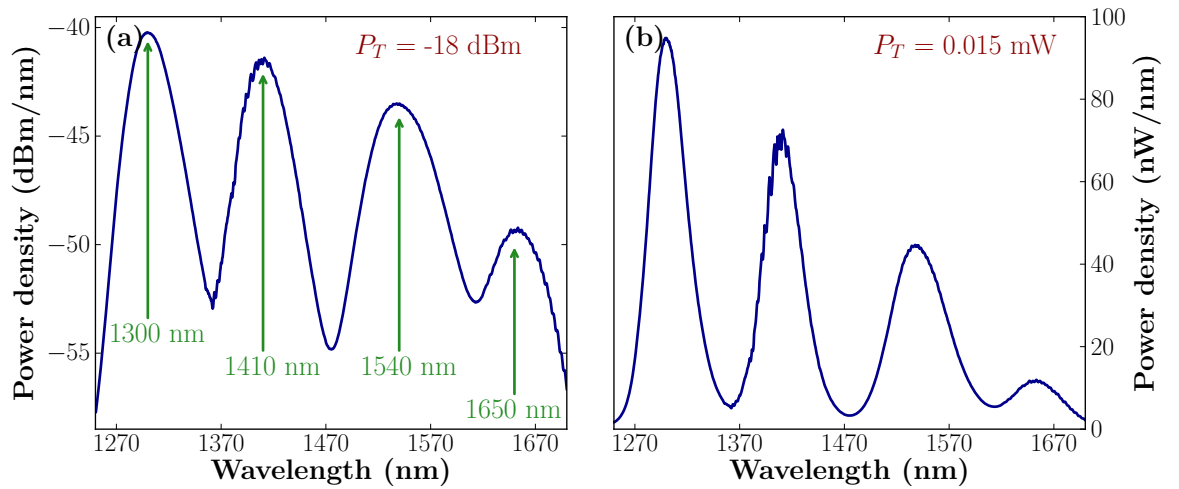 (a)
P_T = -18 dBm
−40
−45
−50
−55
Power density (dBm/nm)
1300 nm
1410 nm
1540 nm
1650 nm
1270
1370
1470
1570
1670
Wavelength (nm)
(b)
P_T = 0.015 mW
100
80
60
40
20
0
Power density (nW/nm)
1270
1370
1470
1570
1670
Wavelength (nm)